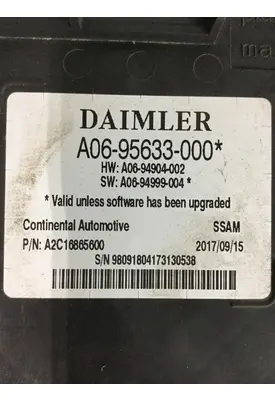 ma
DAIMLER
A06-95633-000*
HW: A06-94904-002
SW: A06-94999-004 *
* Valid unless software has been upgraded
Continental Automotive SSAM
P/N: A2C16865600 2017/09/15
S/N 98091804173130538